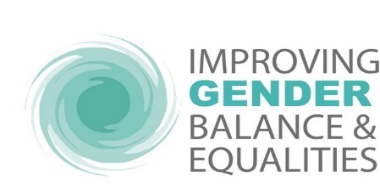 IMPROVING
GENDER
BALANCE &
EQUALITIES